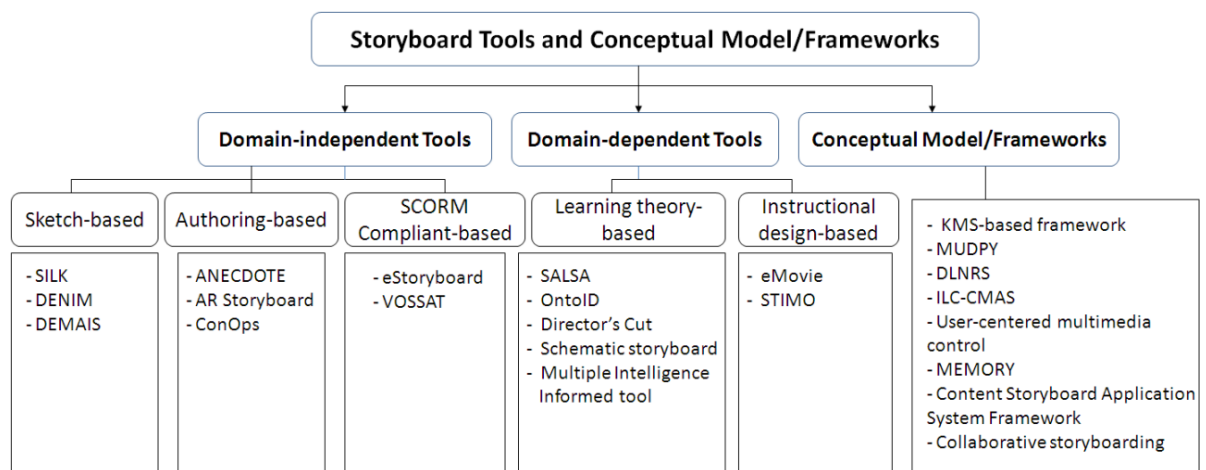 Storyboard Tools and Conceptual Model/Frameworks
Domain-independent Tools
Domain-dependent Tools
Conceptual Model/Frameworks
Sketch-based
Authoring-based
SCORM
Compliant-based
Learning theory-
based
Instructional
design-based
- SILK
- DENIM
- DEMAIS
- ANECDOTE
- AR Storyboard
- ConOps
- eStoryboard
- VOSSAT
- SALSA
- OntoID
- Director's Cut
- Schematic storyboard
- Multiple Intelligence
Informed tool
- eMovie
- STIMO
- KMS-based framework
- MUDPY
- DLNRS
- ILC-CMAS
- User-centered multimedia
control
- MEMORY
- Content Storyboard Application
System Framework
- Collaborative storyboarding